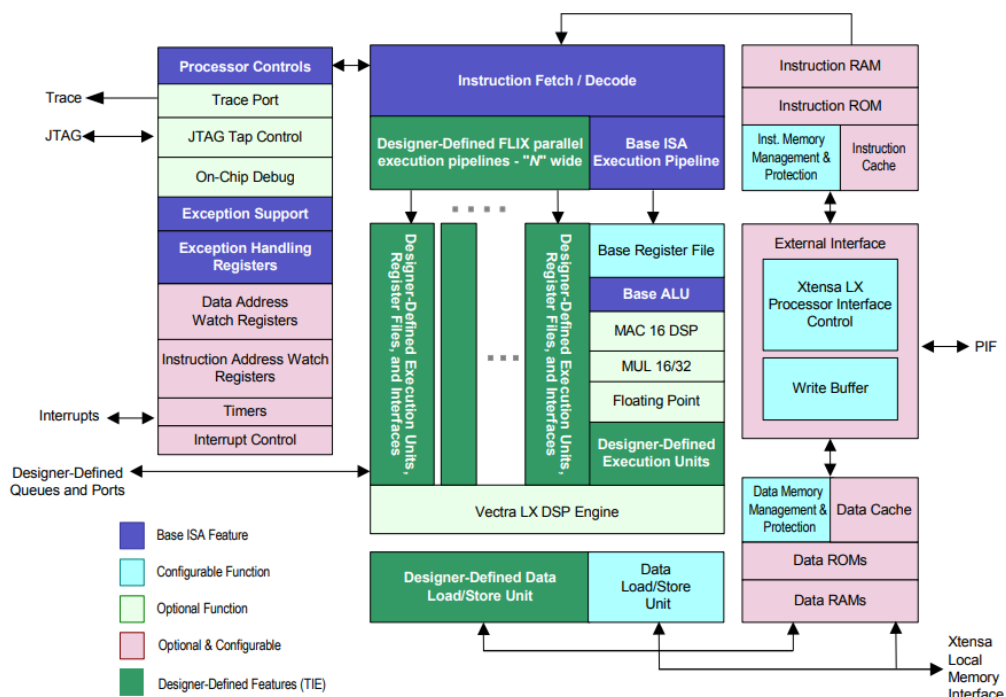 Processor Controls
Trace Port
JTAG Tap Control
On-Chip Debug
Exception Support
Exception Handling
Registers
Data Address
Watch Registers
Instruction Address Watch
Registers
Timers
Interrupt Control
Trace
JTAG
Interrupts
Designer-Defined
Queues and Ports
Instruction Fetch / Decode
Designer-Defined FLIX parallel
execution pipelines - "N" wide
Base ISA
Execution Pipeline
Designer-Defined Execution Units,
Register Files, and Interfaces
Designer-Defined Execution Units,
Register Files, and Interfaces
Base Register File
Base ALU
MAC 16 DSP
MUL 16/32
Floating Point
Designer-Defined
Execution Units
Vectra LX DSP Engine
Designer-Defined Data
Load/Store Unit
Data
Load/Store
Unit
Instruction RAM
Instruction ROM
Inst. Memory
Management &
Protection
Instruction
Cache
External Interface
Xtensa LX
Processor Interface
Control
Write Buffer
PIF
Data Memory
Management &
Protection
Data Cache
Data ROMs
Data RAMs
Xtensa
Local
Memory
Interface
Base ISA Feature
Configurable Function
Optional Function
Optional & Configurable
Designer-Defined Features (TIE)